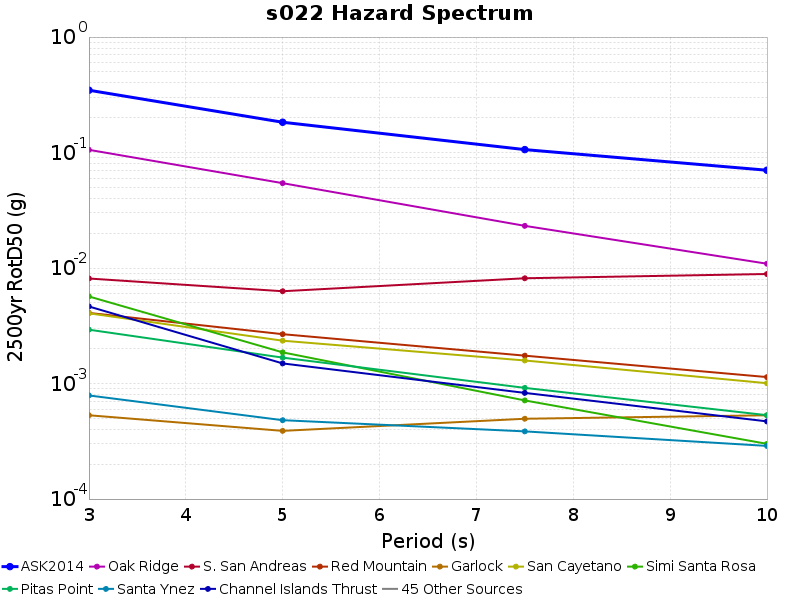 s022 Hazard Spectrum
10^0
10^-1
10^-2
10^-3
10^-4
2500yr RotD50 (g)
3 4 5 6 7 8 9 10
Period (s)
ASK2014 Oak Ridge S. San Andreas Red Mountain Garlock San Cayetano Simi Santa Rosa
Pitas Point Santa Ynez Channel Islands Thrust 45 Other Sources